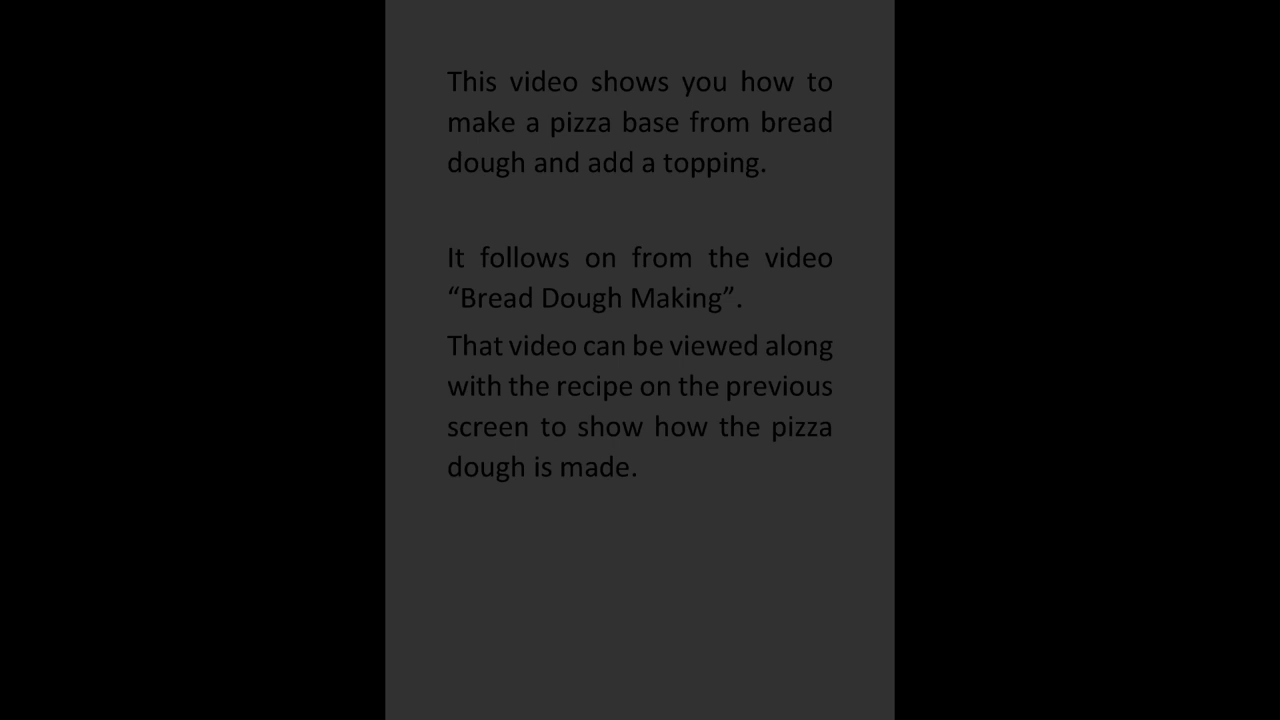 This video shows you how to
make a pizza base from bread
dough and add a topping.
It follows on from the video
“Bread Dough Making”.
That video can be viewed along
with the recipe on the previous
screen to show how the pizza
dough is made.